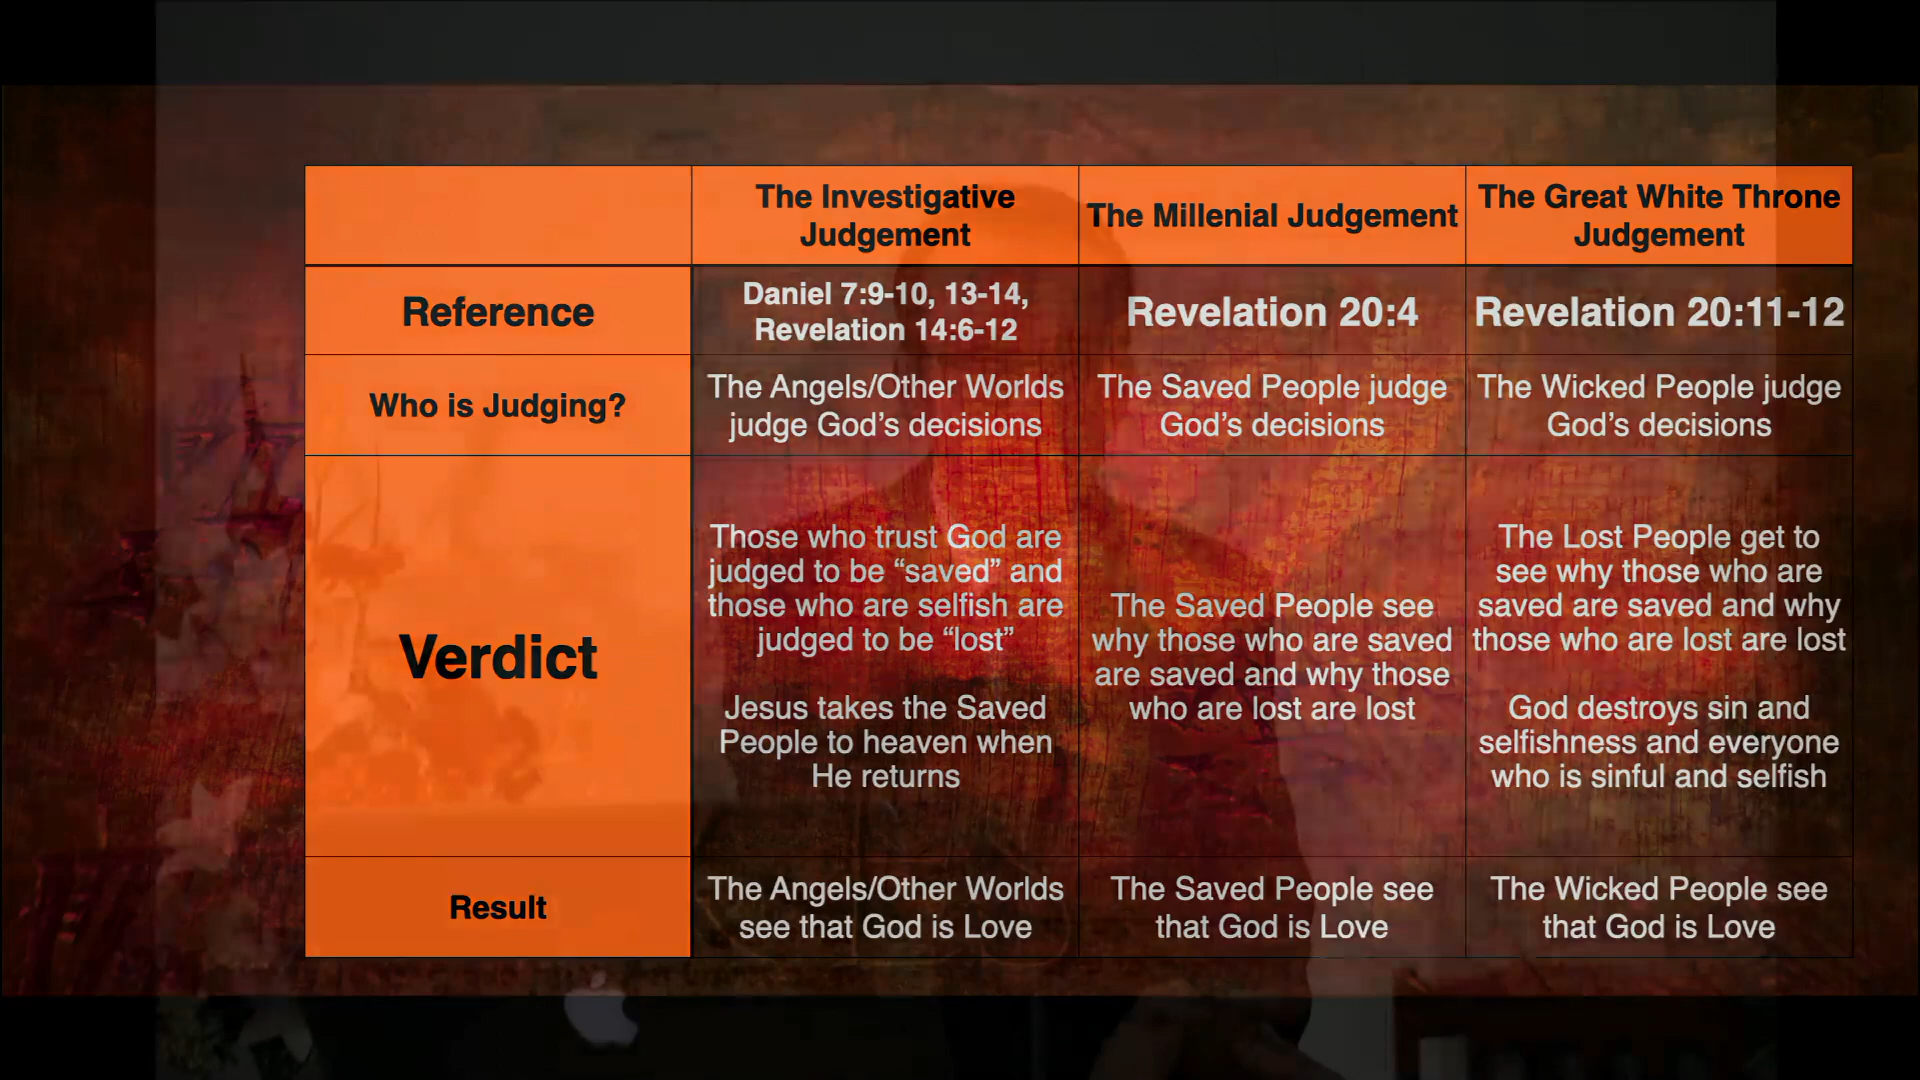 The Investigative
Judgement
The Millenial Judgement
The Great White Throne
Judgement
Reference
Daniel 7:9-10, 13-14,
Revelation 14:6-12
Revelation 20:4
Revelation 20:11-12
Who is Judging?
The Angels/Other Worlds
judge God’s decisions
The Saved People judge
God’s decisions
The Wicked People judge
God’s decisions
Verdict
Those who trust God are
judged to be “saved” and
those who are selfish are
judged to be “lost”
Jesus takes the Saved
People to heaven when
He returns
The Saved People see
why those who are saved
are saved and why those
who are lost are lost
The Lost People get to
see why those who are
saved are saved and why
those who are lost are lost
God destroys sin and
selfishness and everyone
who is sinful and selfish
Result
The Angels/Other Worlds
see that God is Love
The Saved People see
that God is Love
The Wicked People see
that God is Love